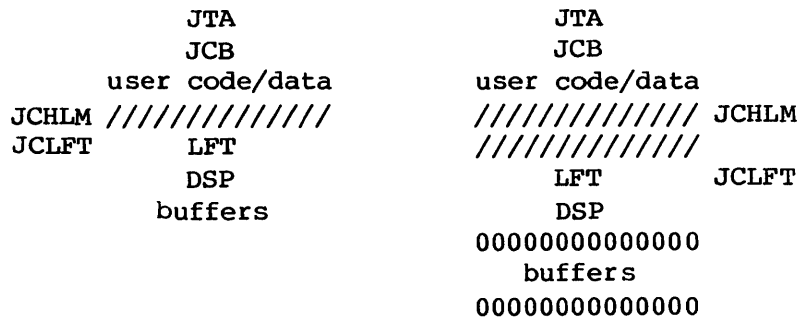 JTA JTA
JCB JCB
user code/data user code/data
JCHLM ////////////// ////////////// JCHLM
JCLFT LFT //////////////
DSP LFT JCLFT
buffers DSP
00000000000000
buffers
00000000000000